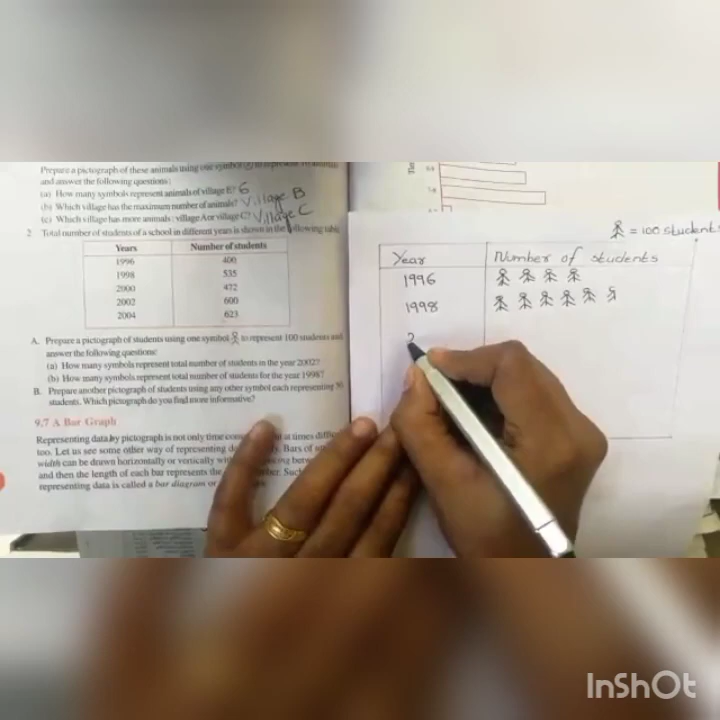 Prepare a pictograph of these animals using one symbol
and answer the following questions:
(a) How many symbols represent animals of village E? 6
(b) Which village has the maximum number of animals? Village B
(c) Which village has more animals : village A or village C? Village C
2 Total number of students of a school in different years is shown in the following table
Years Number of students
1996 400
1998 535
2000 472
2002 600
2004 623
A. Prepare a pictograph of students using one symbol to represent 100 students and
answer the following questions:
(a) How many symbols represent total number of students in the year 2002?
(b) How many symbols represent total number of students for the year 1998?
B. Prepare another pictograph of students using any other symbol each representing 50
students. Which pictograph do you find more informative?
9.7 A Bar Graph
Representing data by pictograph is not only time at times
too. Let us see some other way of representing Bars of
width can be drawn horizontally or vertically
and then the length of each bar represents the
representing data is called a bar diagram or
= 100 students
Year Number of students
1996
1998
2
InShOt